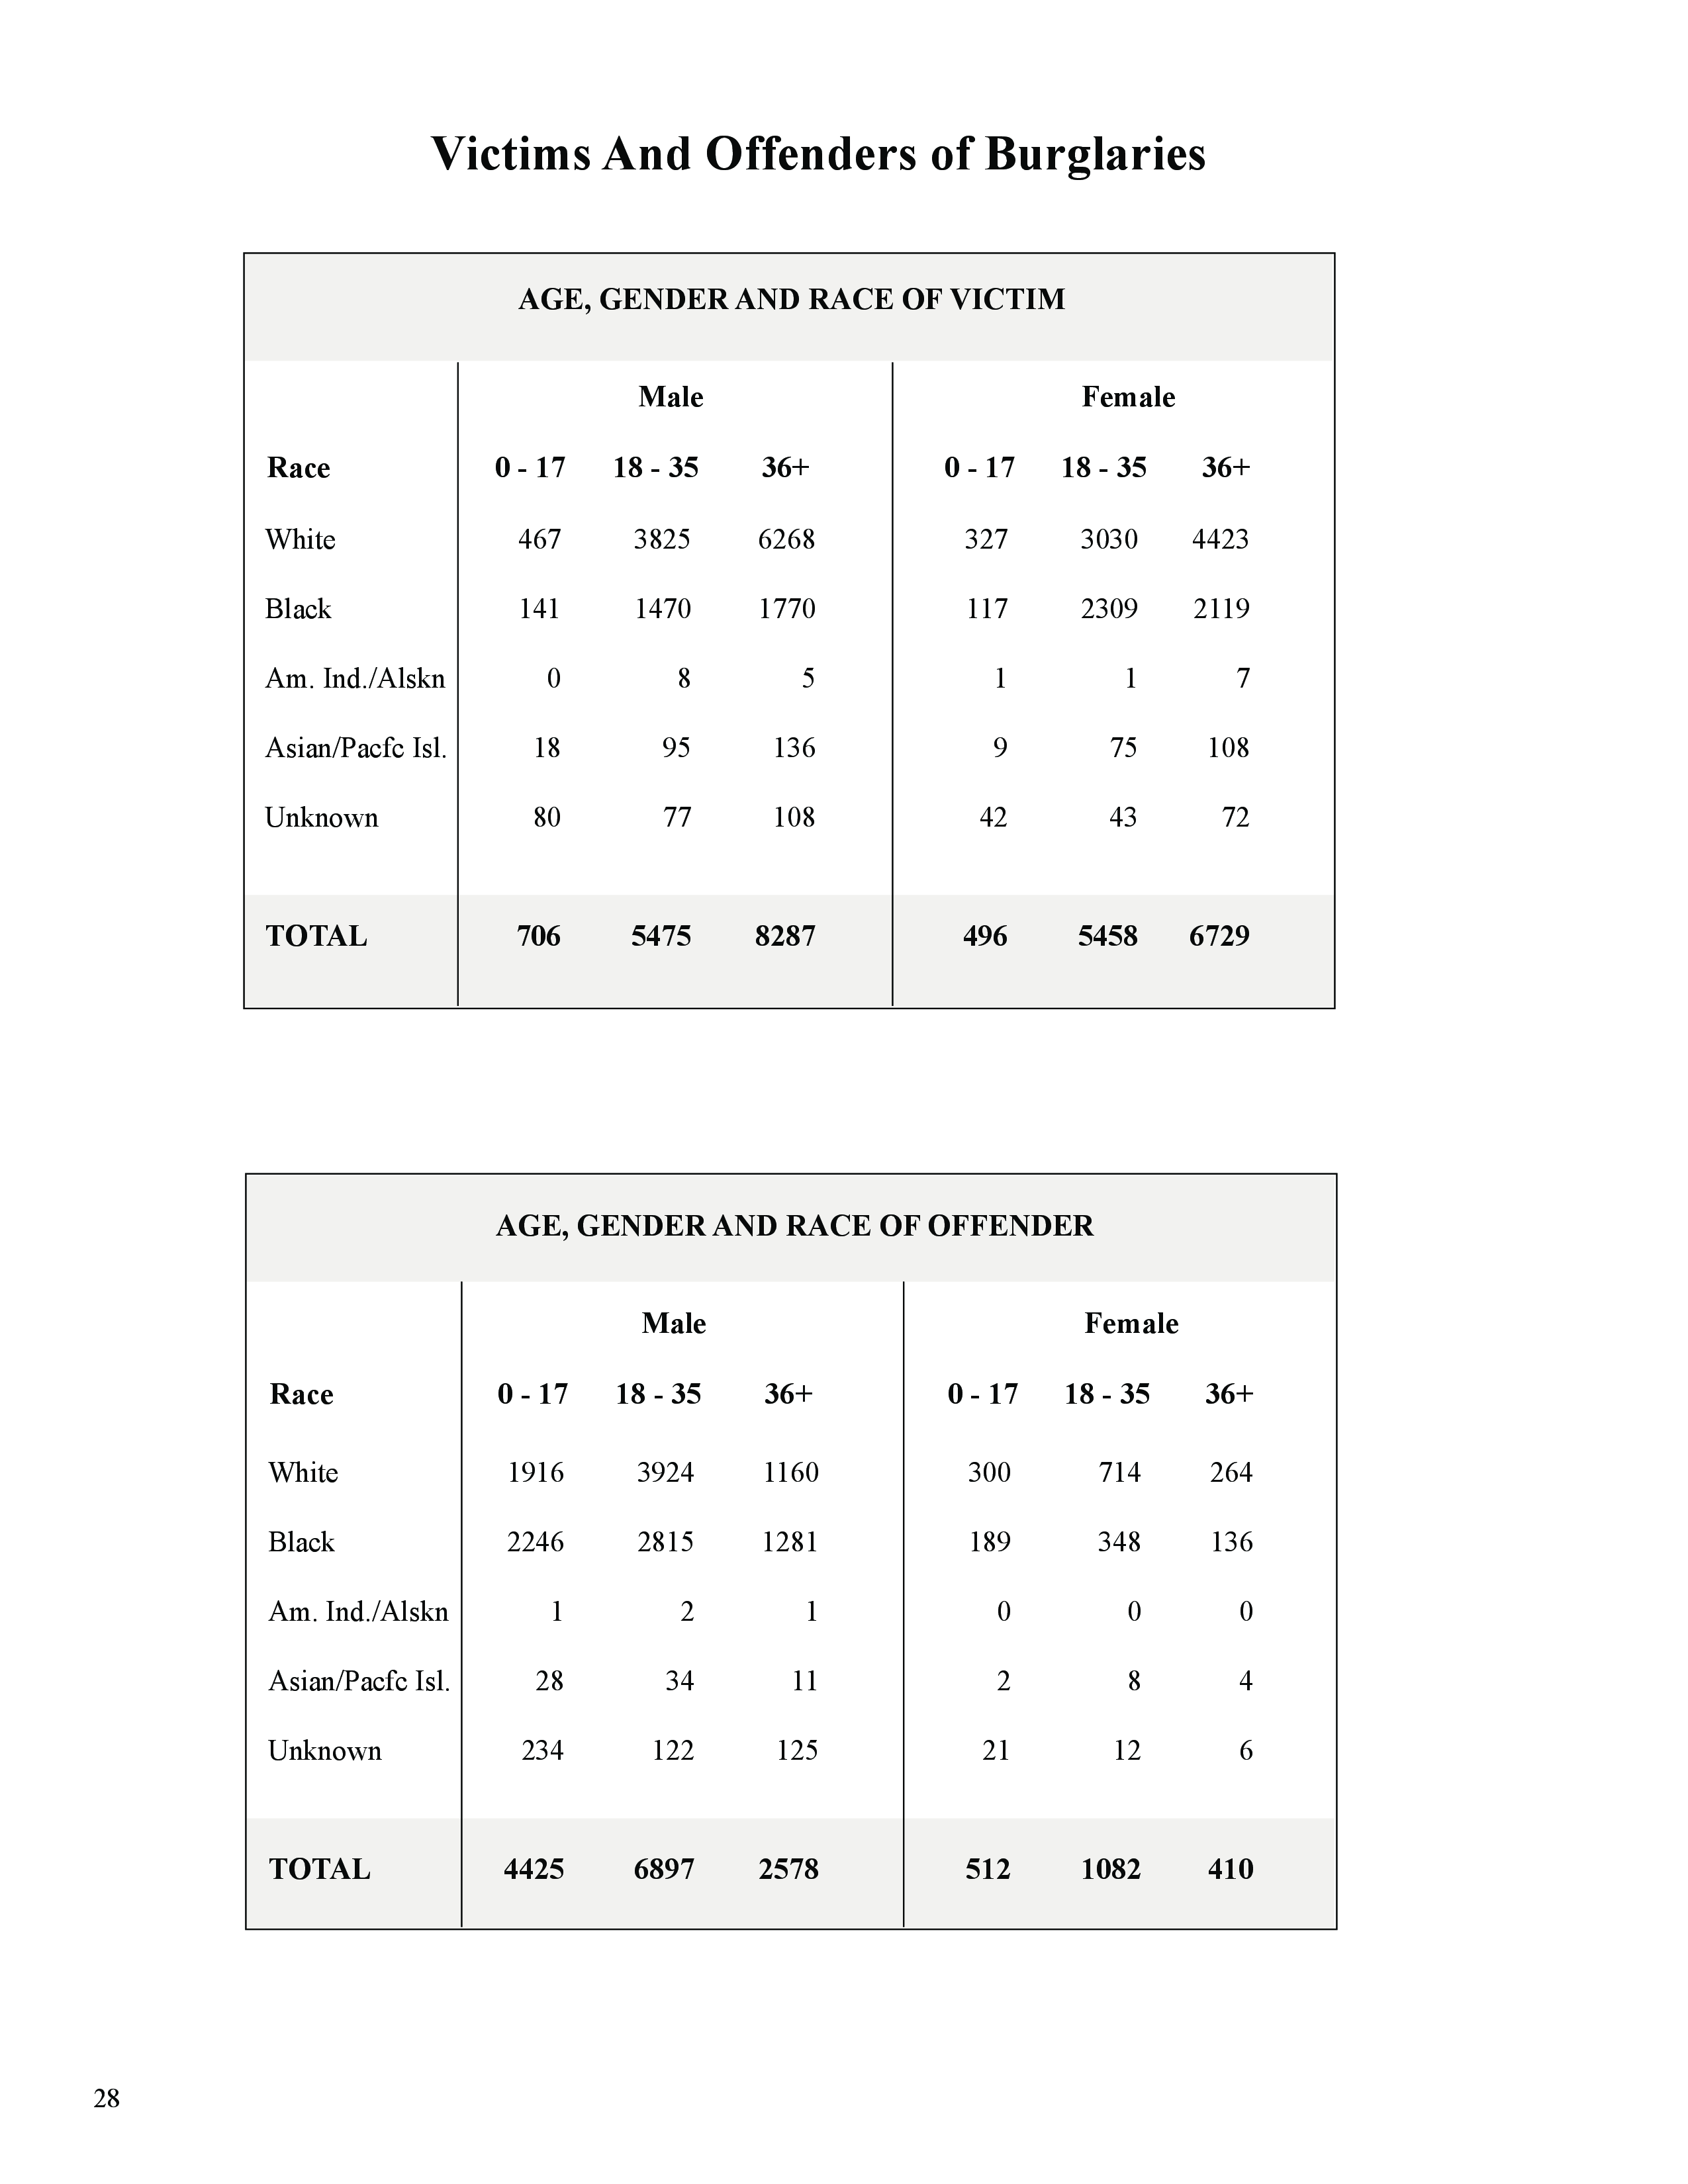 Victims And Offenders of Burglaries
AGE, GENDER AND RACE OF VICTIM
Male Female
Race 0 - 17 18 - 35 36+ 0 - 17 18 - 35 36+
White 467 3825 6268 327 3030 4423
Black 141 1470 1770 117 2309 2119
Am. Ind./Alskn 0 8 5 1 1 7
Asian/Pacfc Isl. 18 95 136 9 75 108
Unknown 80 77 108 42 43 72
TOTAL 706 5475 8287 496 5458 6729
AGE, GENDER AND RACE OF OFFENDER
Male Female
Race 0 - 17 18 - 35 36+ 0 - 17 18 - 35 36+
White 1916 3924 1160 300 714 264
Black 2246 2815 1281 189 348 136
Am. Ind./Alskn 1 2 1 0 0 0
Asian/Pacfc Isl. 28 34 11 2 8 4
Unknown 234 122 125 21 12 6
TOTAL 4425 6897 2578 512 1082 410
28